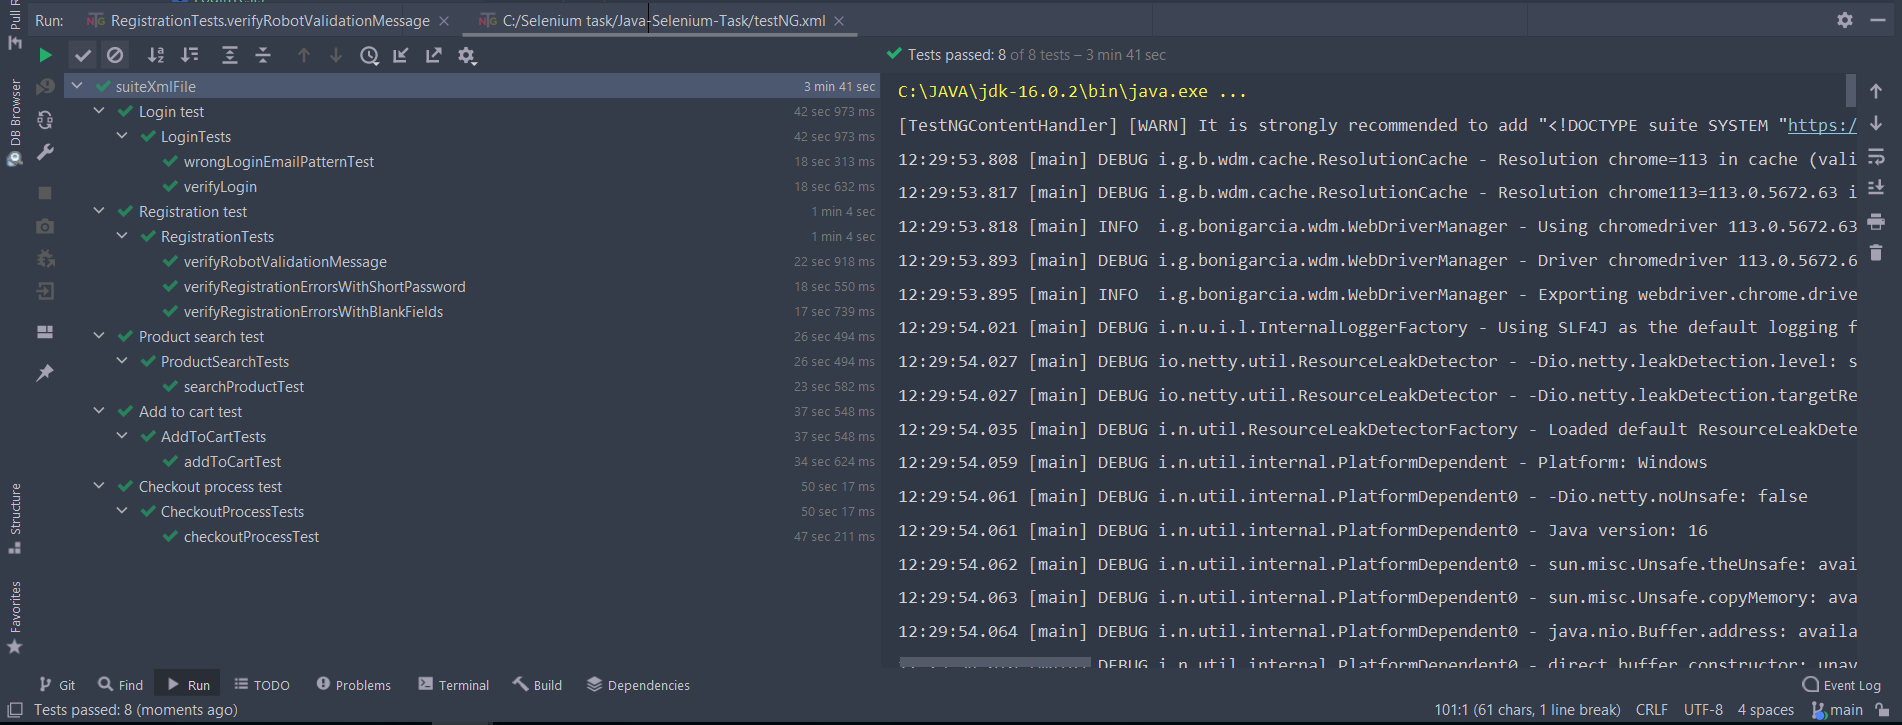 Run: RegistrationTests.verifyRobotValidationMessage C:/Selenium task/Java-Selenium-Task/testNG.xml
Pull R
DB Browser
Structure
Favorites
Tests passed: 8 of 8 tests – 3 min 41 sec
suiteXmlFile 3 min 41 sec
Login test 42 sec 973 ms
LoginTests 42 sec 973 ms
wrongLoginEmailPatternTest 18 sec 313 ms
verifyLogin 18 sec 632 ms
Registration test 1 min 4 sec
RegistrationTests 1 min 4 sec
verifyRobotValidationMessage 22 sec 918 ms
verifyRegistrationErrorsWithShortPassword 18 sec 550 ms
verifyRegistrationErrorsWithBlankFields 17 sec 739 ms
Product search test 26 sec 494 ms
ProductSearchTests 26 sec 494 ms
searchProductTest 23 sec 582 ms
Add to cart test 37 sec 548 ms
AddToCartTests 37 sec 548 ms
addToCartTest 34 sec 624 ms
Checkout process test 50 sec 17 ms
CheckoutProcessTests 50 sec 17 ms
checkoutProcessTest 47 sec 211 ms
C:\JAVA\jdk-16.0.2\bin\java.exe ...
[TestNGContentHandler] [WARN] It is strongly recommended to add "<!DOCTYPE suite SYSTEM "https:/
12:29:53.808 [main] DEBUG i.g.b.wdm.cache.ResolutionCache - Resolution chrome=113 in cache (vali
12:29:53.817 [main] DEBUG i.g.b.wdm.cache.ResolutionCache - Resolution chrome113=113.0.5672.63 i
12:29:53.818 [main] INFO  i.g.bonigarcia.wdm.WebDriverManager - Using chromedriver 113.0.5672.63
12:29:53.893 [main] DEBUG i.g.bonigarcia.wdm.WebDriverManager - Driver chromedriver 113.0.5672.6
12:29:53.895 [main] INFO  i.g.bonigarcia.wdm.WebDriverManager - Exporting webdriver.chrome.drive
12:29:54.021 [main] DEBUG i.n.u.i.l.InternalLoggerFactory - Using SLF4J as the default logging f
12:29:54.027 [main] DEBUG io.netty.util.ResourceLeakDetector - -Dio.netty.leakDetection.level: s
12:29:54.027 [main] DEBUG io.netty.util.ResourceLeakDetector - -Dio.netty.leakDetection.targetRe
12:29:54.035 [main] DEBUG i.n.util.ResourceLeakDetectorFactory - Loaded default ResourceLeakDete
12:29:54.059 [main] DEBUG i.n.util.internal.PlatformDependent - Platform: Windows
12:29:54.061 [main] DEBUG i.n.util.internal.PlatformDependent0 - -Dio.netty.noUnsafe: false
12:29:54.061 [main] DEBUG i.n.util.internal.PlatformDependent0 - Java version: 16
12:29:54.062 [main] DEBUG i.n.util.internal.PlatformDependent0 - sun.misc.Unsafe.theUnsafe: avai
12:29:54.063 [main] DEBUG i.n.util.internal.PlatformDependent0 - sun.misc.Unsafe.copyMemory: ava
12:29:54.064 [main] DEBUG i.n.util.internal.PlatformDependent0 - java.nio.Buffer.address: availa
DEBUG i.n.util.internal.PlatformDependent0 - direct buffer constructor: unav
Git Find Run TODO Problems Terminal Build Dependencies Event Log
Tests passed: 8 (moments ago) 101:1 (61 chars, 1 line break) CRLF UTF-8 4 spaces main